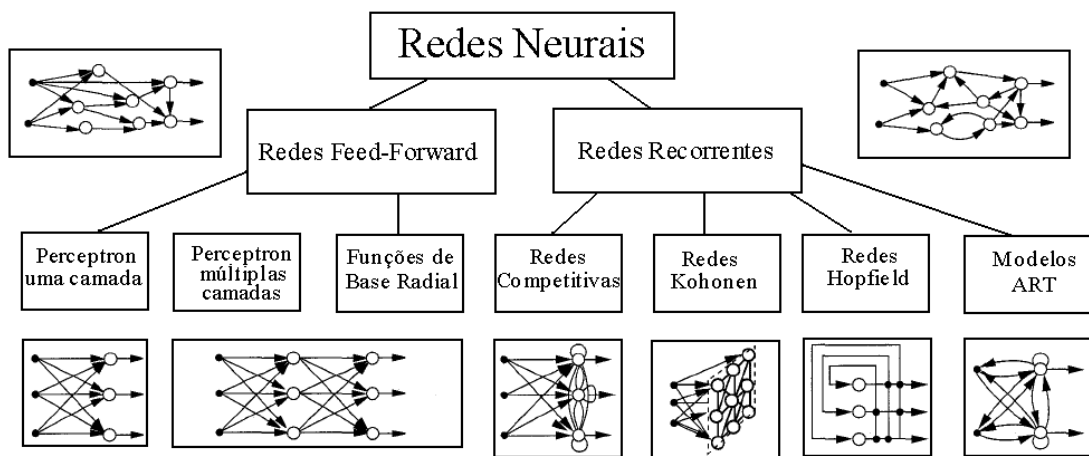 Redes Neurais
Redes Feed-Forward
Redes Recorrentes
Perceptron
uma camada
Perceptron
múltiplas
camadas
Funções de
Base Radial
Redes
Competitivas
Redes
Kohonen
Redes
Hopfield
Modelos
ART